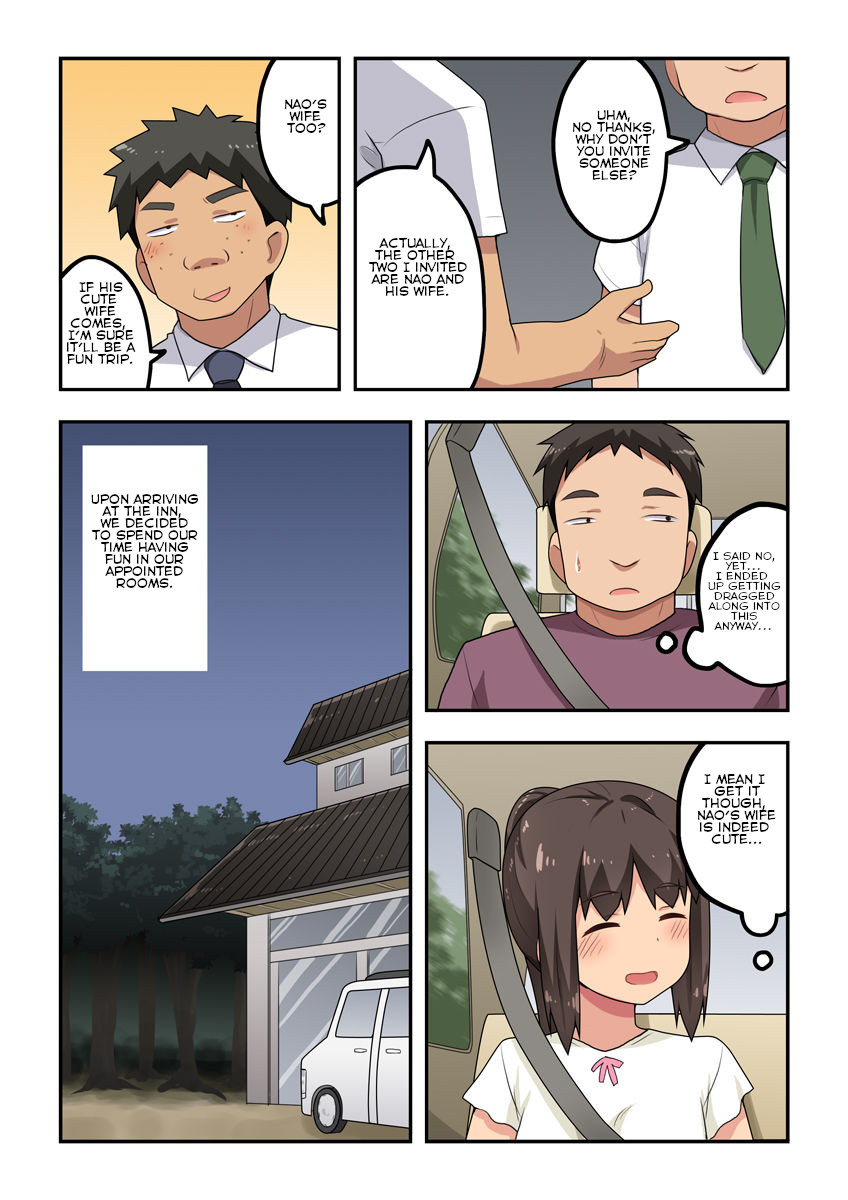 UHM,
NO THANKS,
WHY DON'T
YOU INVITE
SOMEONE
ELSE?
ACTUALLY,
THE OTHER
TWO I INVITED
ARE NAO AND
HIS WIFE.
NAO'S
WIFE
TOO?
IF HIS
CUTE
WIFE
COMES,
I'M SURE
IT'LL BE A
FUN TRIP.
I SAID NO,
YET...
I ENDED
UP GETTING
DRAGGED
ALONG INTO
THIS
ANYWAY...
I MEAN I
GET IT
THOUGH,
NAO'S WIFE
IS INDEED
CUTE...
UPON ARRIVING
AT THE INN,
WE DECIDED
TO SPEND OUR
TIME HAVING
FUN IN OUR
APPOINTED
ROOMS.